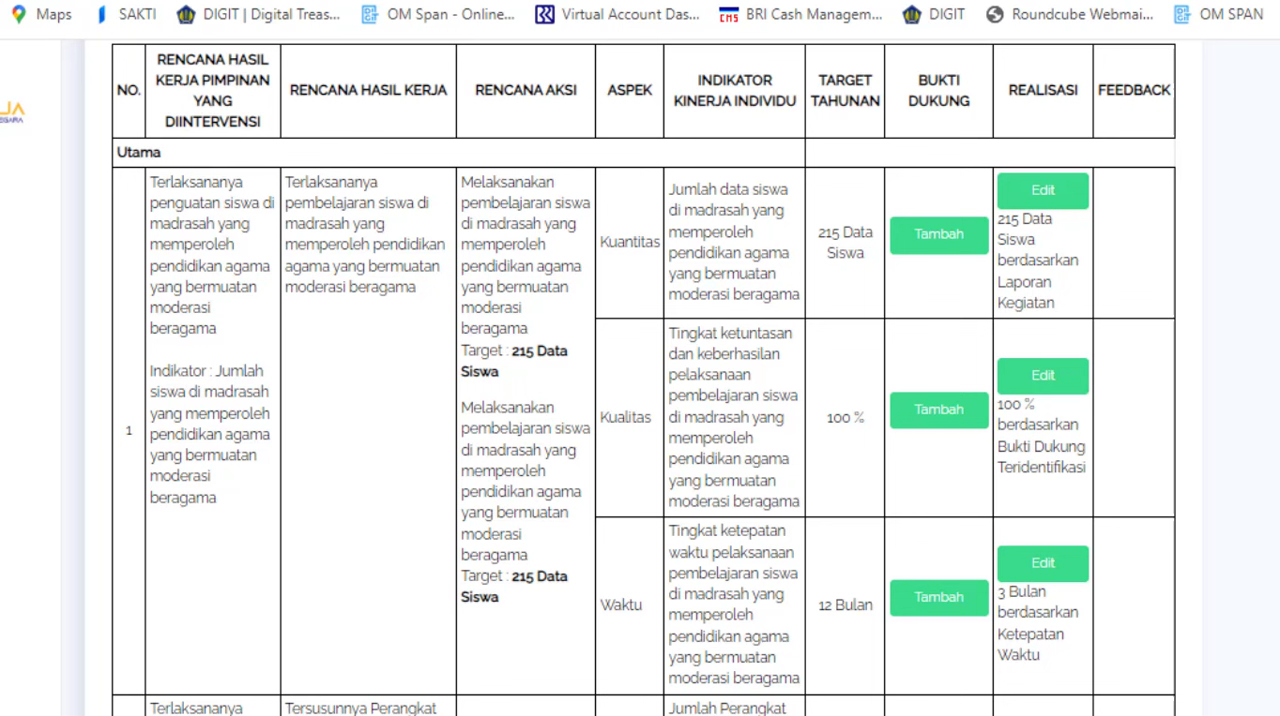 Maps SAKTI DIGIT | Digital Treas... OM Span - Online... Virtual Account Das... CMS BRI Cash Managem... DIGIT Roundcube Webmai... OM SPAN
JA
EGARA
NO.
RENCANA HASIL
KERJA PIMPINAN
YANG
DIINTERVENSI
RENCANA HASIL KERJA
RENCANA AKSI
ASPEK
INDIKATOR
KINERJA INDIVIDU
TARGET
TAHUNAN
BUKTI
DUKUNG
REALISASI
FEEDBACK
Utama
1
Terlaksananya
penguatan siswa di
madrasah yang
memperoleh
pendidikan agama
yang bermuatan
moderasi
beragama
Indikator : Jumlah
siswa di madrasah
yang memperoleh
pendidikan agama
yang bermuatan
moderasi
beragama
Terlaksananya
pembelajaran siswa di
madrasah yang
memperoleh pendidikan
agama yang bermuatan
moderasi beragama
Melaksanakan
pembelajaran siswa
di madrasah yang
memperoleh
pendidikan agama
yang bermuatan
moderasi
beragama
Target : 215 Data
Siswa
Melaksanakan
pembelajaran siswa
di madrasah yang
memperoleh
pendidikan agama
yang bermuatan
moderasi
beragama
Target : 215 Data
Siswa
Kuantitas
Jumlah data siswa
di madrasah yang
memperoleh
pendidikan agama
yang bermuatan
moderasi beragama
215 Data
Siswa
Tambah
Edit
215 Data
Siswa
berdasarkan
Laporan
Kegiatan
Kualitas
Tingkat ketuntasan
dan keberhasilan
pelaksanaan
pembelajaran siswa
di madrasah yang
memperoleh
pendidikan agama
yang bermuatan
moderasi beragama
100 %
Tambah
Edit
100 %
berdasarkan
Bukti Dukung
Teridentifikasi
Waktu
Tingkat ketepatan
waktu pelaksanaan
pembelajaran siswa
di madrasah yang
memperoleh
pendidikan agama
yang bermuatan
moderasi beragama
12 Bulan
Tambah
Edit
3 Bulan
berdasarkan
Ketepatan
Waktu
Terlaksananya
Tersusunnya Perangkat
Jumlah Perangkat